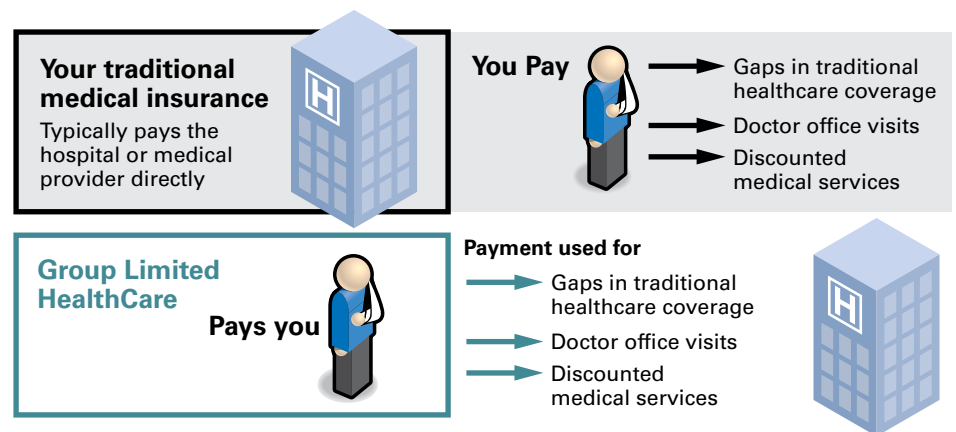 Your traditional
medical insurance
Typically pays the
hospital or medical
provider directly
H
You Pay
Gaps in traditional
healthcare coverage
Doctor office visits
Discounted
medical services
Group Limited
HealthCare
Pays you
Payment used for
Gaps in traditional
healthcare coverage
Doctor office visits
Discounted
medical services
H